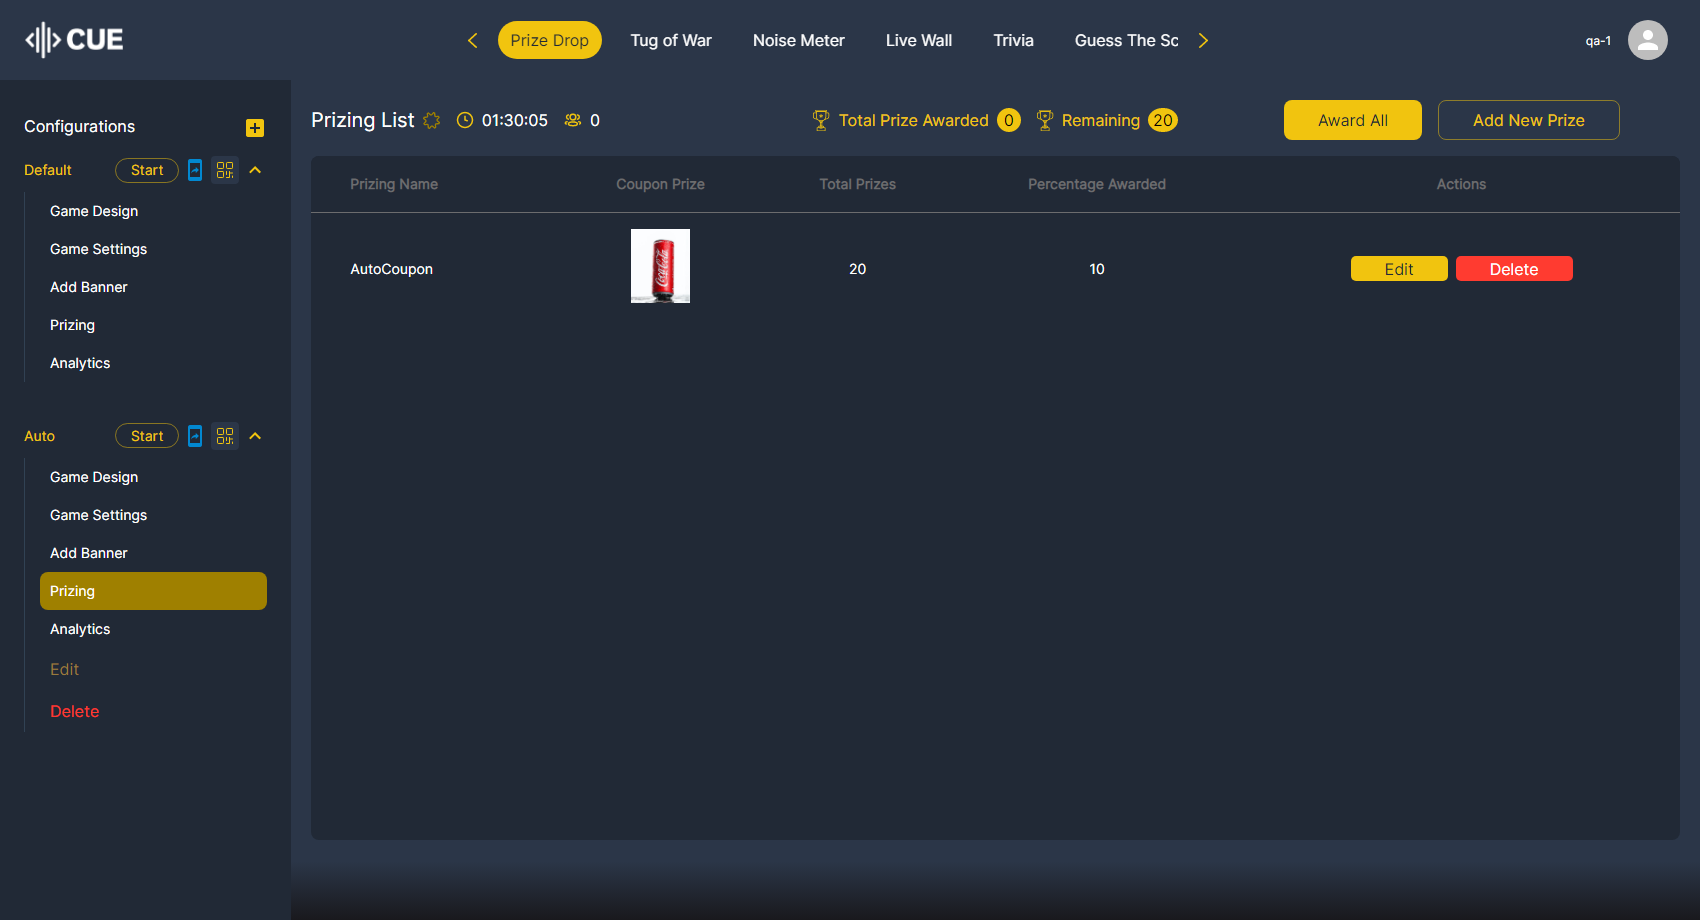 CUE
Prize Drop
Tug of War
Noise Meter
Live Wall
Trivia
Guess The Sc
qa-1
Configurations
Default
Start
Game Design
Game Settings
Add Banner
Prizing
Analytics
Auto
Start
Game Design
Game Settings
Add Banner
Prizing
Analytics
Edit
Delete
Prizing List
01:30:05
0
Total Prize Awarded 0
Remaining 20
Award All
Add New Prize
Prizing Name
Coupon Prize
Total Prizes
Percentage Awarded
Actions
AutoCoupon
Coca-Cola
20
10
Edit
Delete